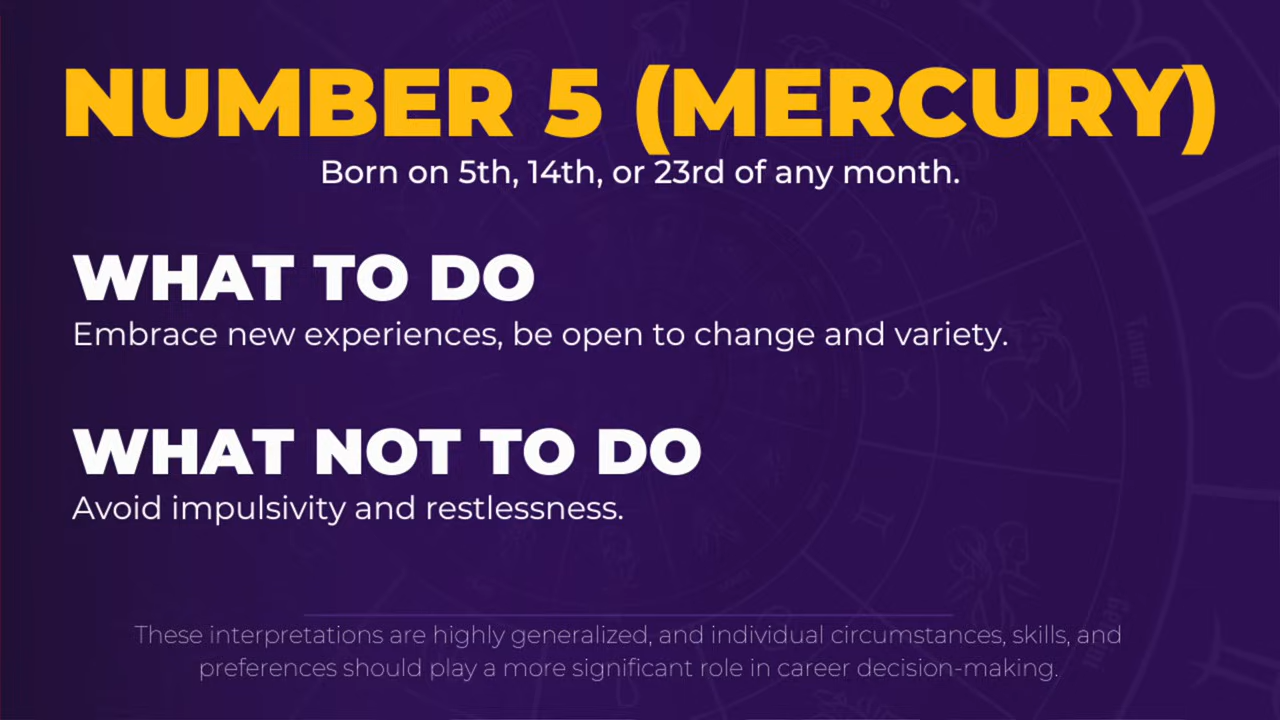 NUMBER 5 (MERCURY)
Born on 5th, 14th, or 23rd of any month.
WHAT TO DO
Embrace new experiences, be open to change and variety.
WHAT NOT TO DO
Avoid impulsivity and restlessness.
These interpretations are highly generalized, and individual circumstances, skills, and
preferences should play a more significant role in career decision-making.
Taurus
Gemini